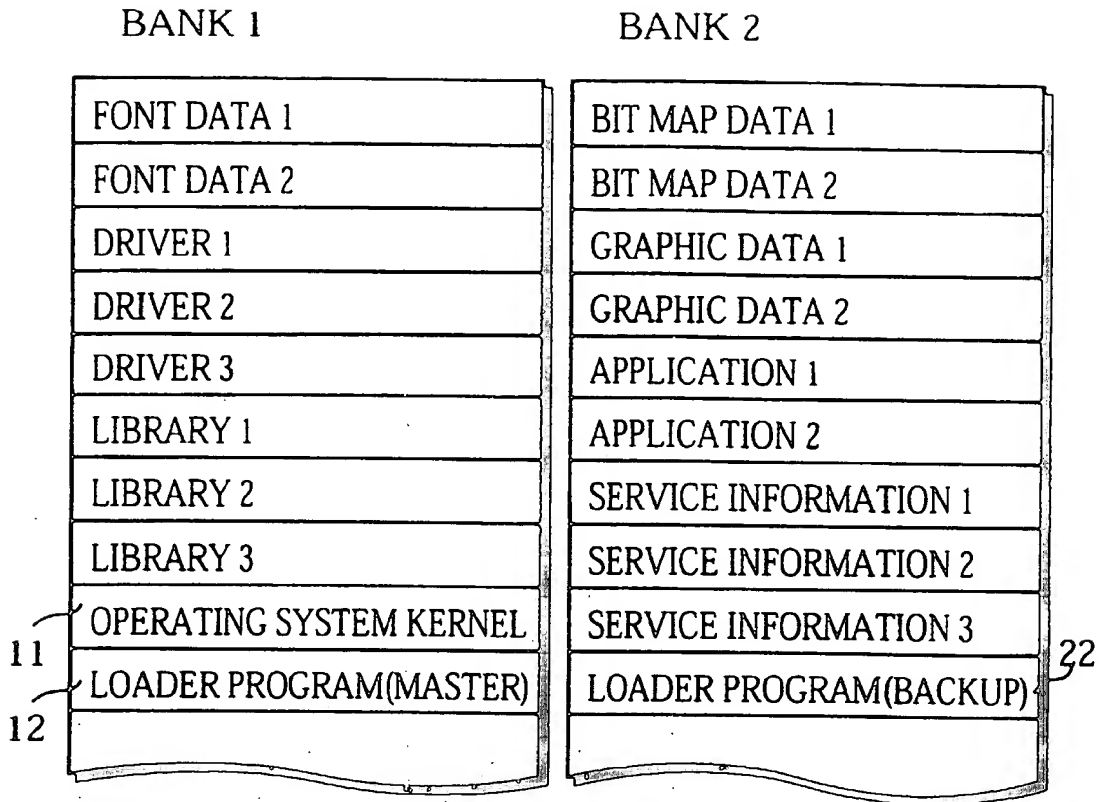 BANK 1
FONT DATA 1
FONT DATA 2
DRIVER 1
DRIVER 2
DRIVER 3
LIBRARY 1
LIBRARY 2
LIBRARY 3
OPERATING SYSTEM KERNEL
LOADER PROGRAM(MASTER)
11
12
BANK 2
BIT MAP DATA 1
BIT MAP DATA 2
GRAPHIC DATA 1
GRAPHIC DATA 2
APPLICATION 1
APPLICATION 2
SERVICE INFORMATION 1
SERVICE INFORMATION 2
SERVICE INFORMATION 3
LOADER PROGRAM(BACKUP)
22